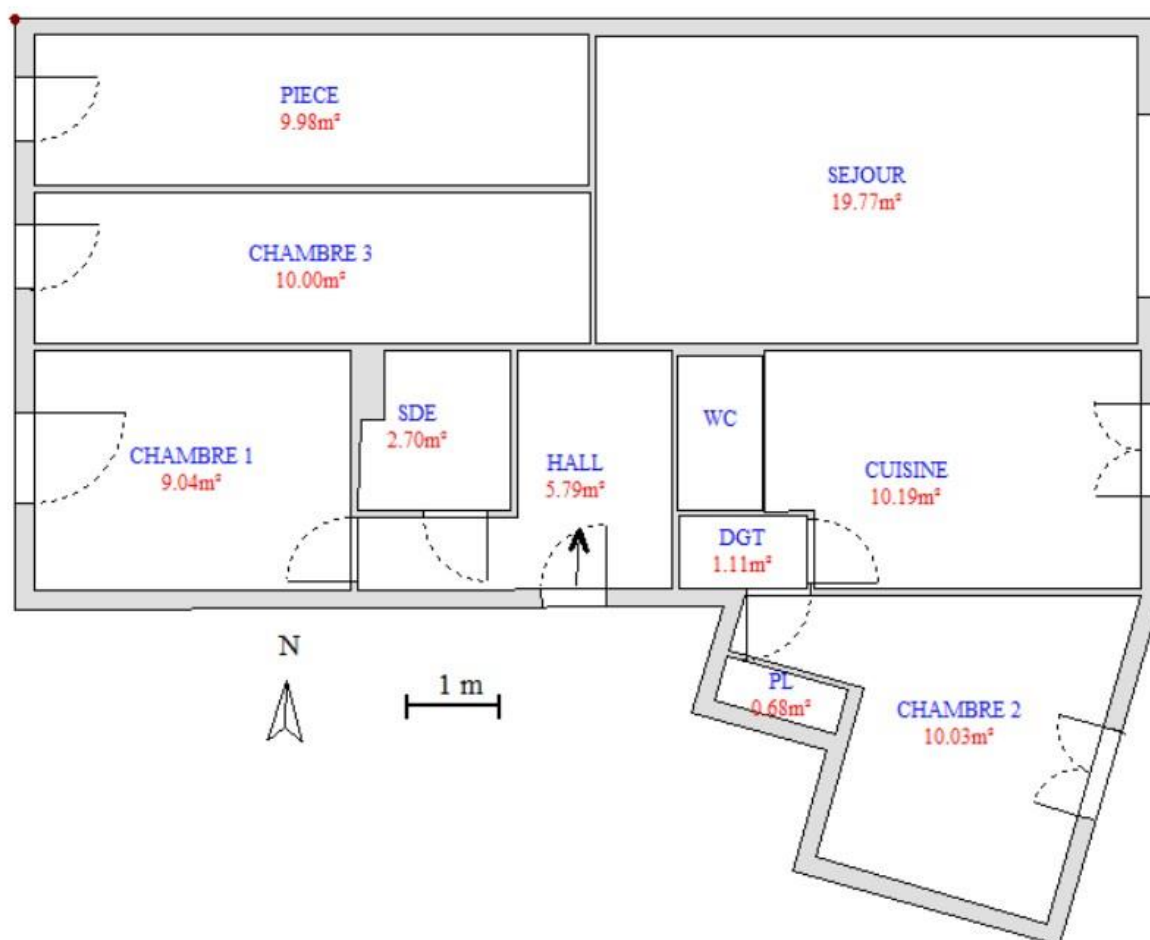 PIECE
9.98m²
SEJOUR
19.77m²
CHAMBRE 3
10.00m²
CHAMBRE 1
9.04m²
SDE
2.70m²
HALL
5.79m²
WC
CUISINE
10.19m²
DGT
1.11m²
N
1 m
PL
0.68m²
CHAMBRE 2
10.03m²